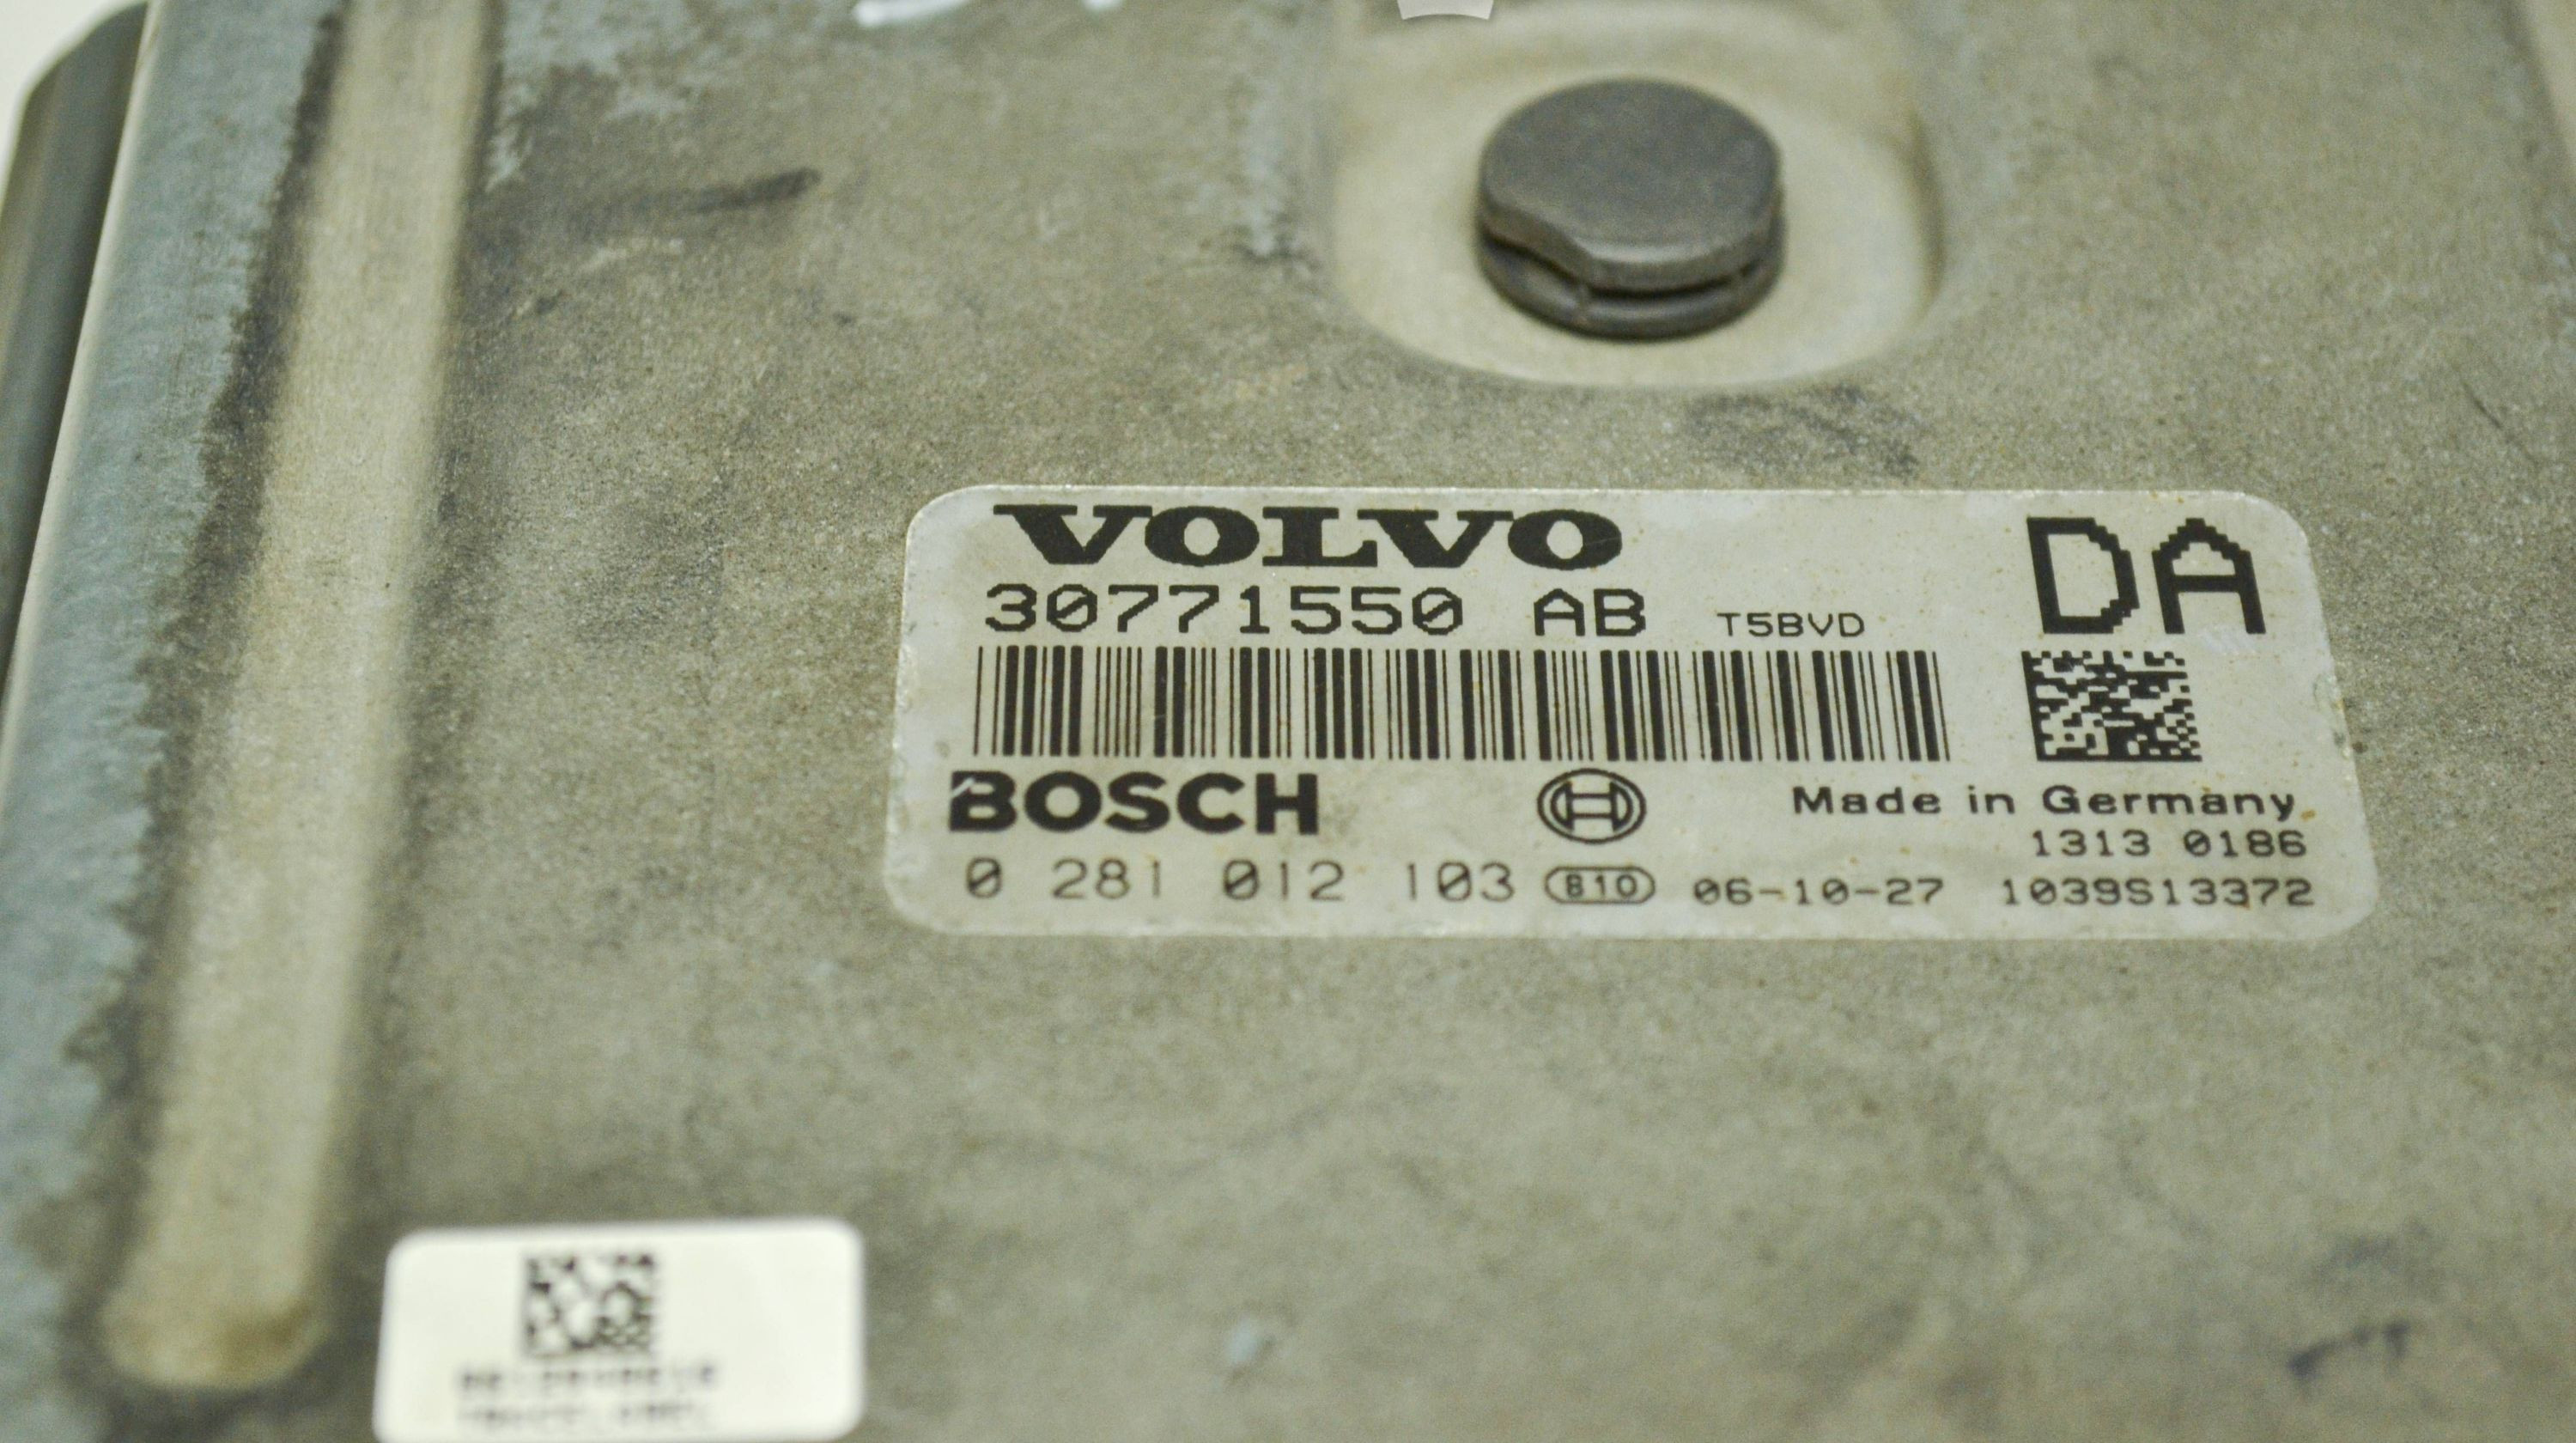 VOLVO
30771550 AB T5BVD
DA
BOSCH
Made in Germany
1313 0186
0 281 012 103 810 06-10-27 1039S13372